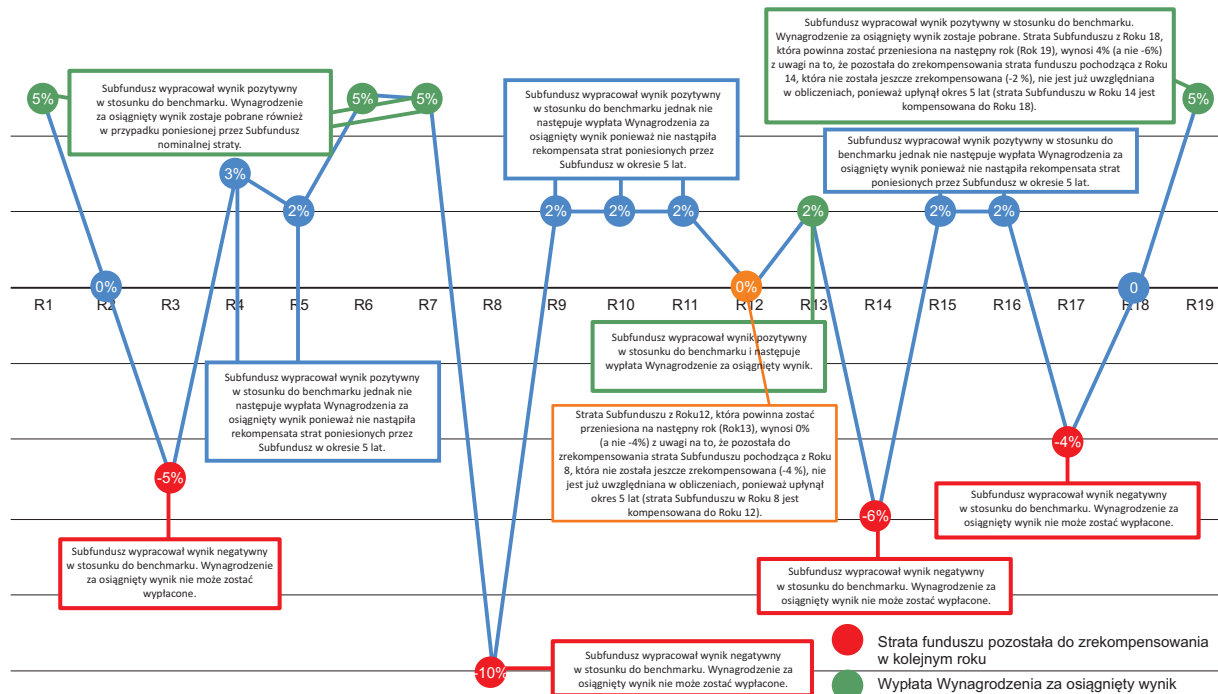 Subfundusz wypracował wynik pozytywny w stosunku do benchmarku.
Wynagrodzenie za osiągnięty wynik zostaje pobrane. Strata Subfunduszu z Roku 18,
która powinna zostać przeniesiona na następny rok (Rok 19), wynosi 4% (a nie -6%)
z uwagi na to, że pozostała do zrekompensowania strata funduszu pochodząca z Roku
14, która nie została jeszcze zrekompensowana (-2 %), nie jest już uwzględniana
w obliczeniach, ponieważ upłynął okres 5 lat (strata Subfunduszu w Roku 14 jest
kompensowana do Roku 18).
Subfundusz wypracował wynik pozytywny
w stosunku do benchmarku. Wynagrodzenie
za osiągnięty wynik zostaje pobrane również
w przypadku poniesionej przez Subfundusz
nominalnej straty.
Subfundusz wypracował wynik pozytywny
w stosunku do benchmarku jednak nie
następuje wypłata Wynagrodzenia za
osiągnięty wynik ponieważ nie nastąpiła
rekompensata strat poniesionych przez
Subfundusz w okresie 5 lat.
Subfundusz wypracował wynik pozytywny w stosunku do
benchmarku jednak nie następuje wypłata Wynagrodzenia za
osiągnięty wynik ponieważ nie nastąpiła rekompensata strat
poniesionych przez Subfundusz w okresie 5 lat.
5% 0% -5% 3% 2% 5% 5% -10% 2% 2% 2% 0% 2% -6% 2% 2% -4% 0 5%
R1 R2 R3 R4 R5 R6 R7 R8 R9 R10 R11 R12 R13 R14 R15 R16 R17 R18 R19
Subfundusz wypracował wynik pozytywny
w stosunku do benchmarku i następuje
wypłata Wynagrodzenia za osiągnięty wynik.
Subfundusz wypracował wynik pozytywny
w stosunku do benchmarku jednak nie
następuje wypłata Wynagrodzenia za
osiągnięty wynik ponieważ nie nastąpiła
rekompensata strat poniesionych przez
Subfundusz w okresie 5 lat.
Strata Subfunduszu z Roku12, która powinna zostać
przeniesiona na następny rok (Rok13), wynosi 0%
(a nie -4%) z uwagi na to, że pozostała do
zrekompensowania strata Subfunduszu pochodząca z Roku
8, która nie została jeszcze zrekompensowana (-4 %), nie
jest już uwzględniana w obliczeniach, ponieważ upłynął
okres 5 lat (strata Subfunduszu w Roku 8 jest
kompensowana do Roku 12).
Subfundusz wypracował wynik negatywny
w stosunku do benchmarku. Wynagrodzenie za
osiągnięty wynik nie może zostać wypłacone.
Subfundusz wypracował wynik negatywny
w stosunku do benchmarku. Wynagrodzenie
za osiągnięty wynik nie może zostać
wypłacone.
Subfundusz wypracował wynik negatywny
w stosunku do benchmarku. Wynagrodzenie za
osiągnięty wynik nie może zostać wypłacone.
Subfundusz wypracował wynik negatywny
w stosunku do benchmarku. Wynagrodzenie za
osiągnięty wynik nie może zostać wypłacone.
Strata funduszu pozostała do zrekompensowania
w kolejnym roku
Wypłata Wynagrodzenia za osiągnięty wynik